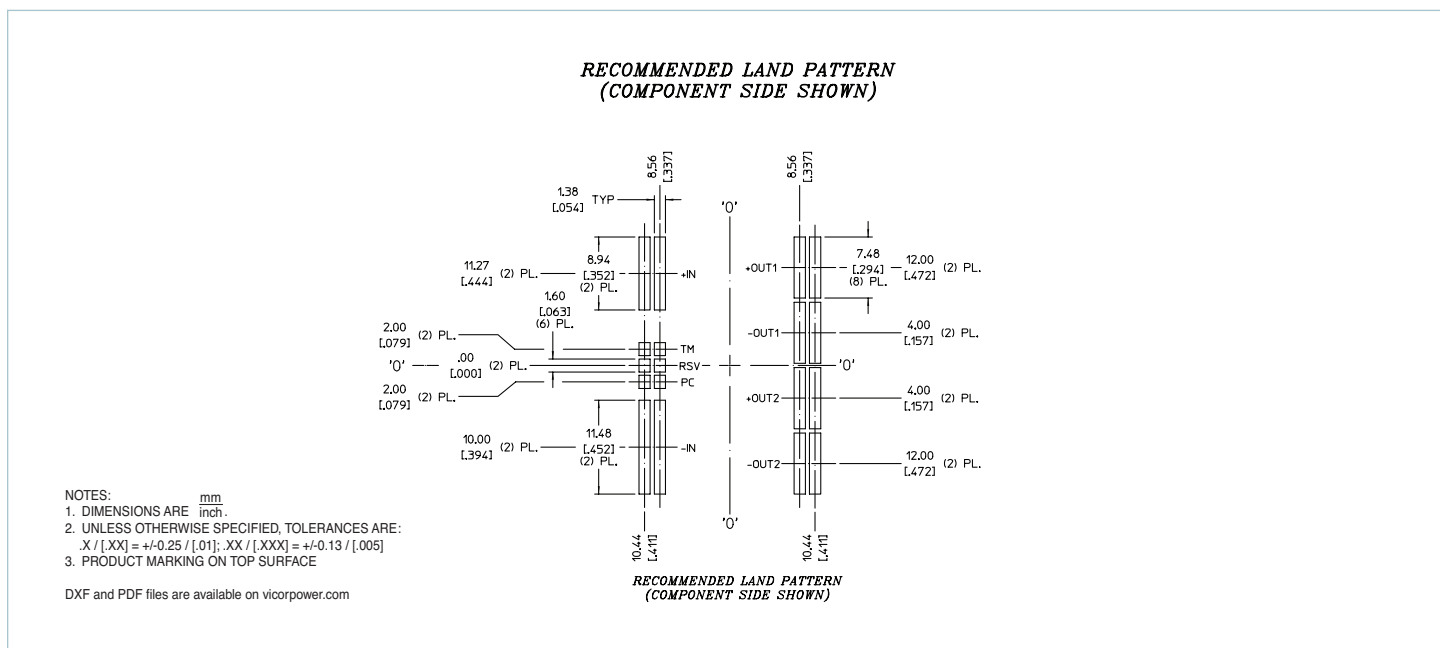 RECOMMENDED LAND PATTERN
(COMPONENT SIDE SHOWN)
8.56
[.337]
8.56
[.337]
1.38
[.054]
TYP
'0'
11.27
[.444]
(2) PL.
8.94
[.352]
(2) PL.
+IN
+OUT1
7.48
[.294]
(8) PL.
12.00
[.472]
(2) PL.
1.60
[.063]
(6) PL.
2.00
[.079]
(2) PL.
TM
-OUT1
4.00
[.157]
(2) PL.
'0'
.00
[.000]
(2) PL.
RSV
'0'
2.00
[.079]
(2) PL.
PC
+OUT2
4.00
[.157]
(2) PL.
10.00
[.394]
(2) PL.
11.48
[.452]
(2) PL.
-IN
-OUT2
12.00
[.472]
(2) PL.
'0'
10.44
[.411]
10.44
[.411]
RECOMMENDED LAND PATTERN
(COMPONENT SIDE SHOWN)
NOTES:
1. DIMENSIONS ARE mm
inch.
2. UNLESS OTHERWISE SPECIFIED, TOLERANCES ARE:
.X / [.XX] = +/-0.25 / [.01]; .XX / [.XXX] = +/-0.13 / [.005]
3. PRODUCT MARKING ON TOP SURFACE
DXF and PDF files are available on vicorpower.com